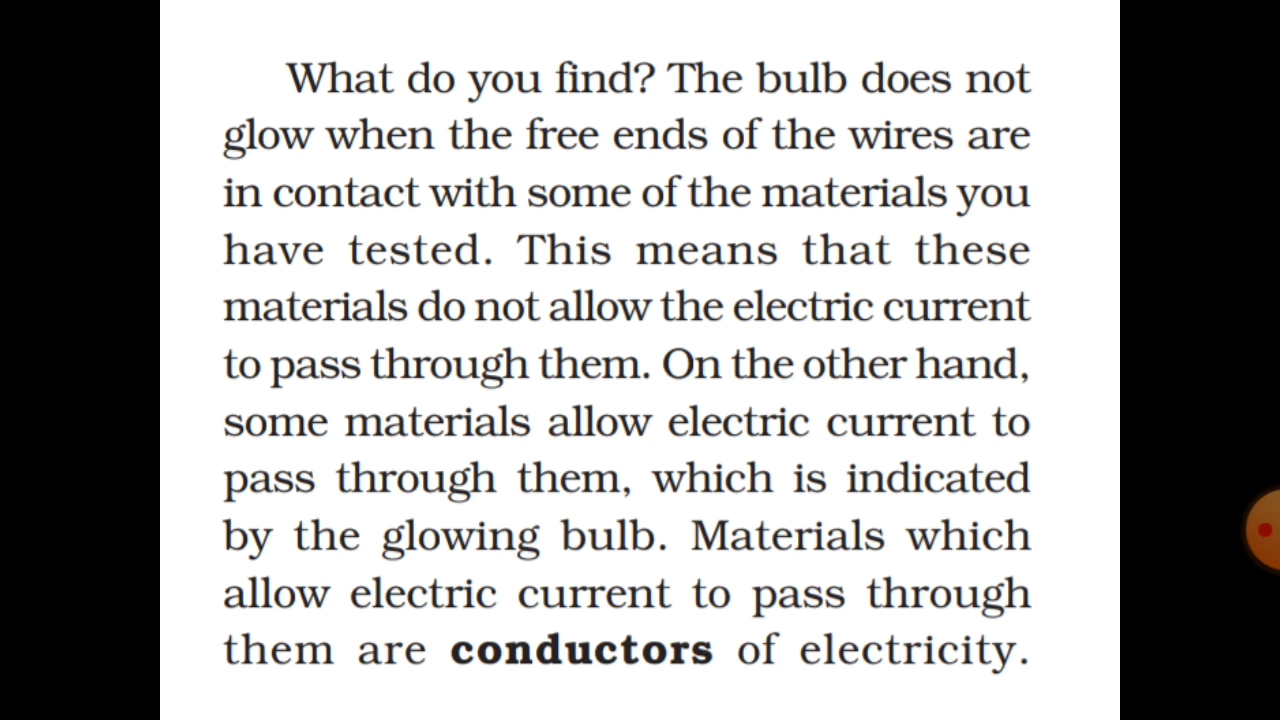 What do you find? The bulb does not
glow when the free ends of the wires are
in contact with some of the materials you
have tested. This means that these
materials do not allow the electric current
to pass through them. On the other hand,
some materials allow electric current to
pass through them, which is indicated
by the glowing bulb. Materials which
allow electric current to pass through
them are conductors of electricity.